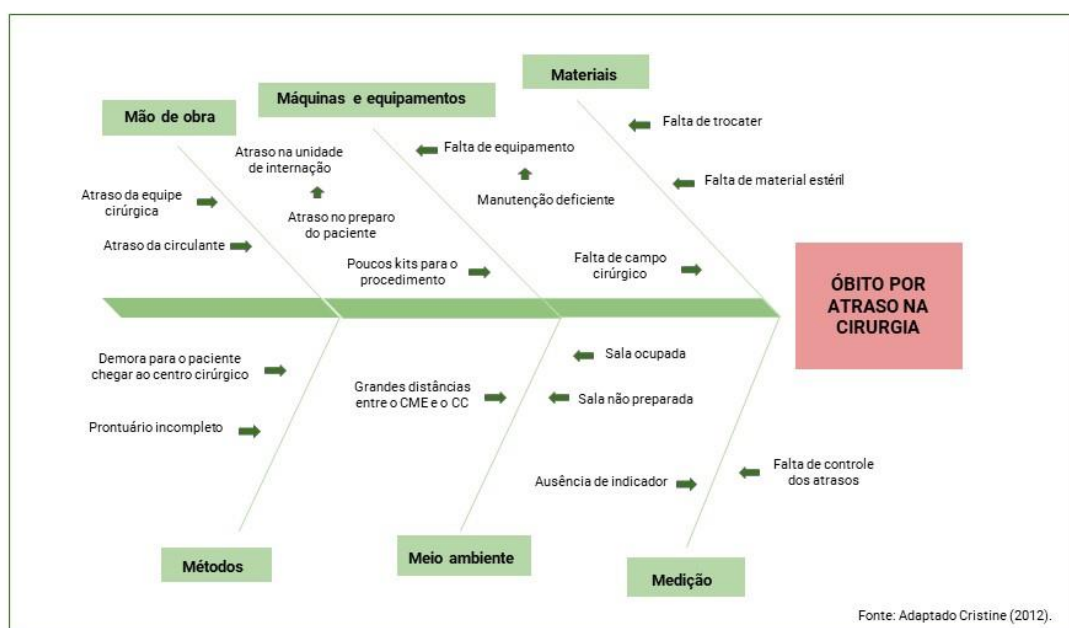 Materiais
Máquinas e equipamentos
Mão de obra
Falta de trocater
Atraso na unidade
de internação
Falta de equipamento
Falta de material estéril
Manutenção deficiente
Atraso da equipe
cirúrgica
Atraso no preparo
do paciente
Atraso da circulante
Poucos kits para o
procedimento
Falta de campo
cirúrgico
ÓBITO POR
ATRASO NA
CIRURGIA
Demora para o paciente
chegar ao centro cirúrgico
Sala ocupada
Grandes distâncias
entre o CME e o CC
Sala não preparada
Prontuário incompleto
Falta de controle
dos atrasos
Ausência de indicador
Métodos
Meio ambiente
Medição
Fonte: Adaptado Cristine (2012).